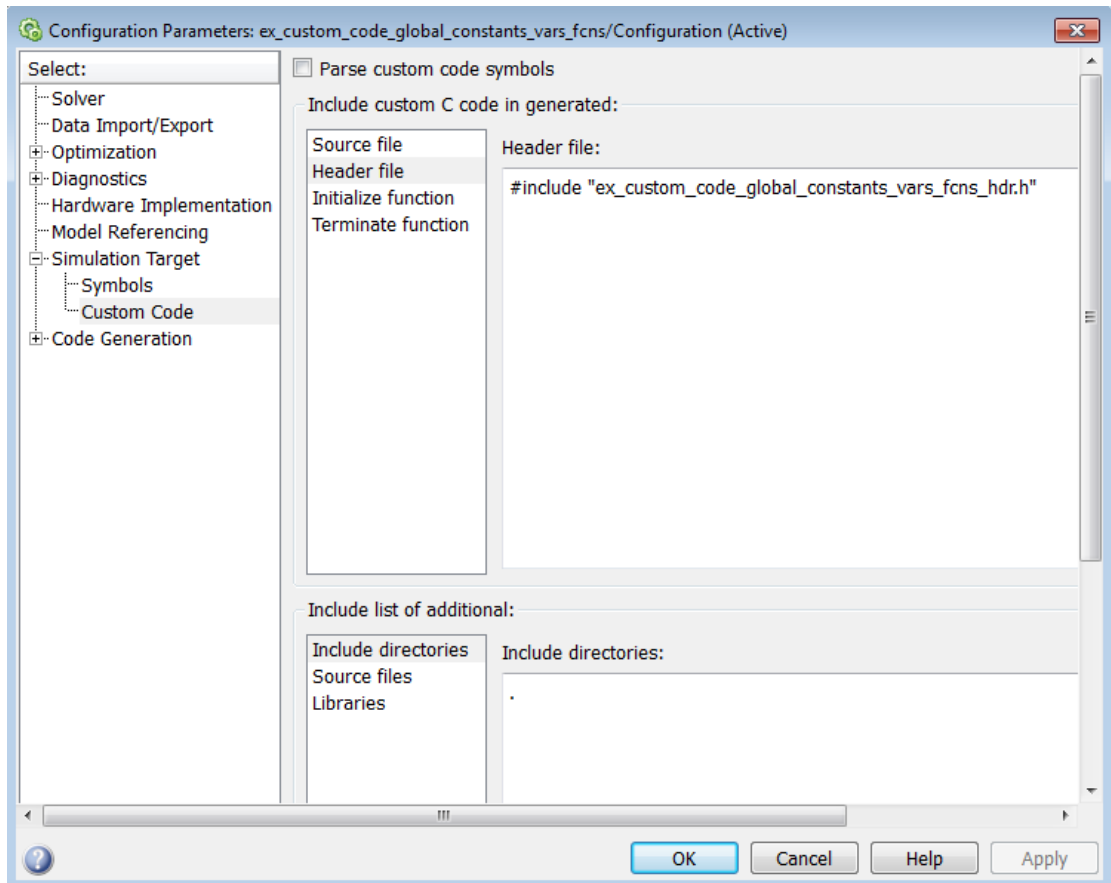 Configuration Parameters: ex_custom_code_global_constants_vars_fcns/Configuration (Active)
Select:
Solver
Data Import/Export
Optimization
Diagnostics
Hardware Implementation
Model Referencing
Simulation Target
Symbols
Custom Code
Code Generation
Parse custom code symbols
Include custom C code in generated:
Source file
Header file
Initialize function
Terminate function
Header file:
#include "ex_custom_code_global_constants_vars_fcns_hdr.h"
Include list of additional:
Include directories
Source files
Libraries
Include directories:
.
OK
Cancel
Help
Apply